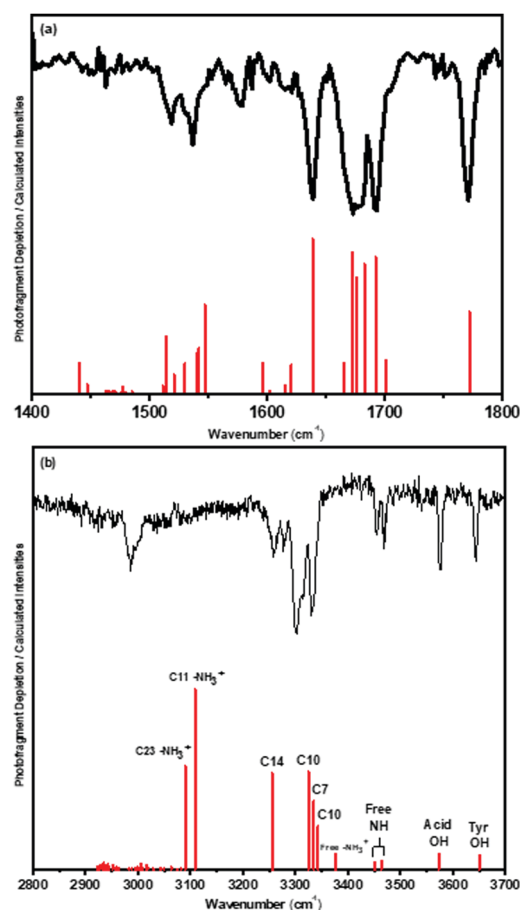 (a)
Photofragment Depletion / Calculated Intensities
1400 1500 1600 1700 1800
Wavenumber (cm⁻¹)
(b)
Photofragment Depletion / Calculated Intensities
C11 -NH₃⁺
C23 -NH₃⁺
C14
C10
C7
C10
Free -NH₃⁺
Free
NH
Acid
OH
Tyr
OH
2800 2900 3000 3100 3200 3300 3400 3500 3600 3700
Wavenumber (cm⁻¹)